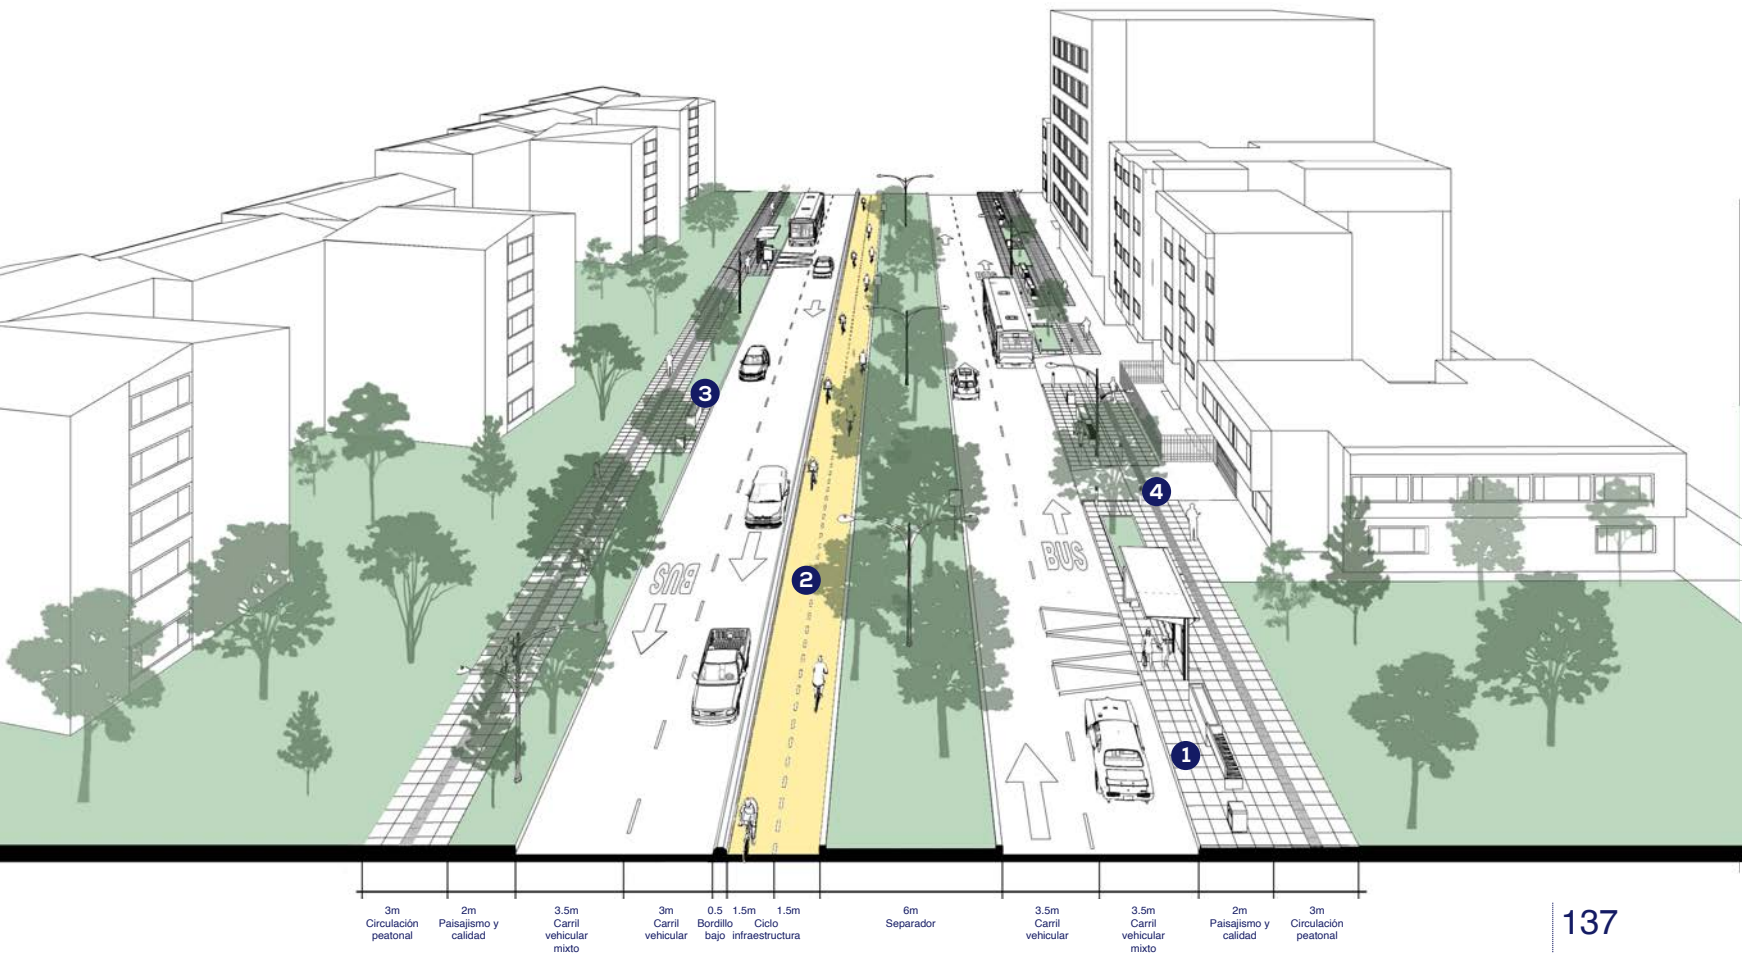 3
4
BUS
BUS
2
1
3m
Circulación
peatonal
2m
Paisajismo y
calidad
3.5m
Carril
vehicular
mixto
3m
Carril
vehicular
0.5
Bordillo
bajo
1.5m 1.5m
Ciclo
infraestructura
6m
Separador
3.5m
Carril
vehicular
3.5m
Carril
vehicular
mixto
2m
Paisajismo y
calidad
3m
Circulación
peatonal
137